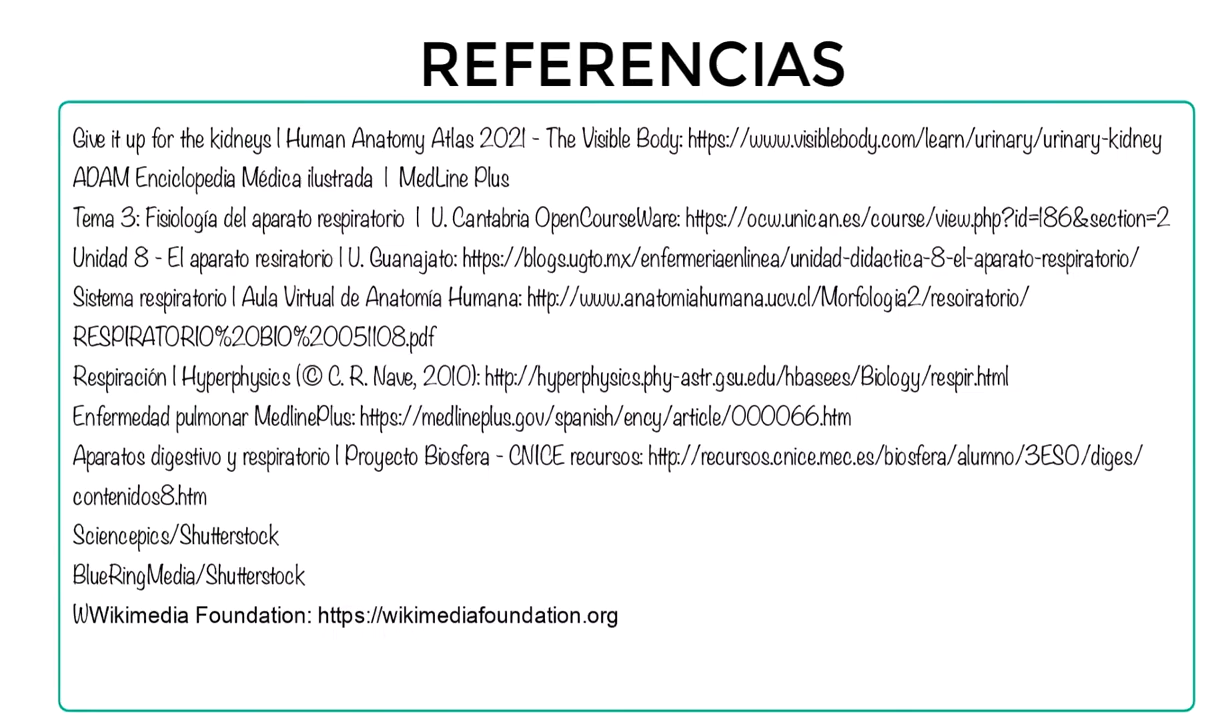 REFERENCIAS
Give it up for the kidneys | Human Anatomy Atlas 2021 - The Visible Body: https://www.visiblebody.com/learn/urinary/urinary-kidney
ADAM Enciclopedia Médica ilustrada | MedLine Plus
Tema 3: Fisiología del aparato respiratorio | U. Cantabria OpenCourseWare: https://ocw.unican.es/course/view.php?id=186&section=2
Unidad 8 - El aparato resiratorio | U. Guanajato: https://blogs.ugto.mx/enfermeriaenlinea/unidad-didactica-8-el-aparato-respiratorio/
Sistema respiratorio | Aula Virtual de Anatomía Humana: http://www.anatomiahumana.ucv.cl/Morfologia2/resoiratorio/
RESPIRATORIO%20BIO%20051108.pdf
Respiración | Hyperphysics (© C. R. Nave, 2010): http://hyperphysics.phy-astr.gsu.edu/hbasees/Biology/respir.html
Enfermedad pulmonar MedlinePlus: https://medlineplus.gov/spanish/ency/article/000066.htm
Aparatos digestivo y respiratorio | Proyecto Biosfera - CNICE recursos: http://recursos.cnice.mec.es/biosfera/alumno/3ESO/diges/
contenidos8.htm
Sciencepics/Shutterstock
BlueRingMedia/Shutterstock
WWikimedia Foundation: https://wikimediafoundation.org